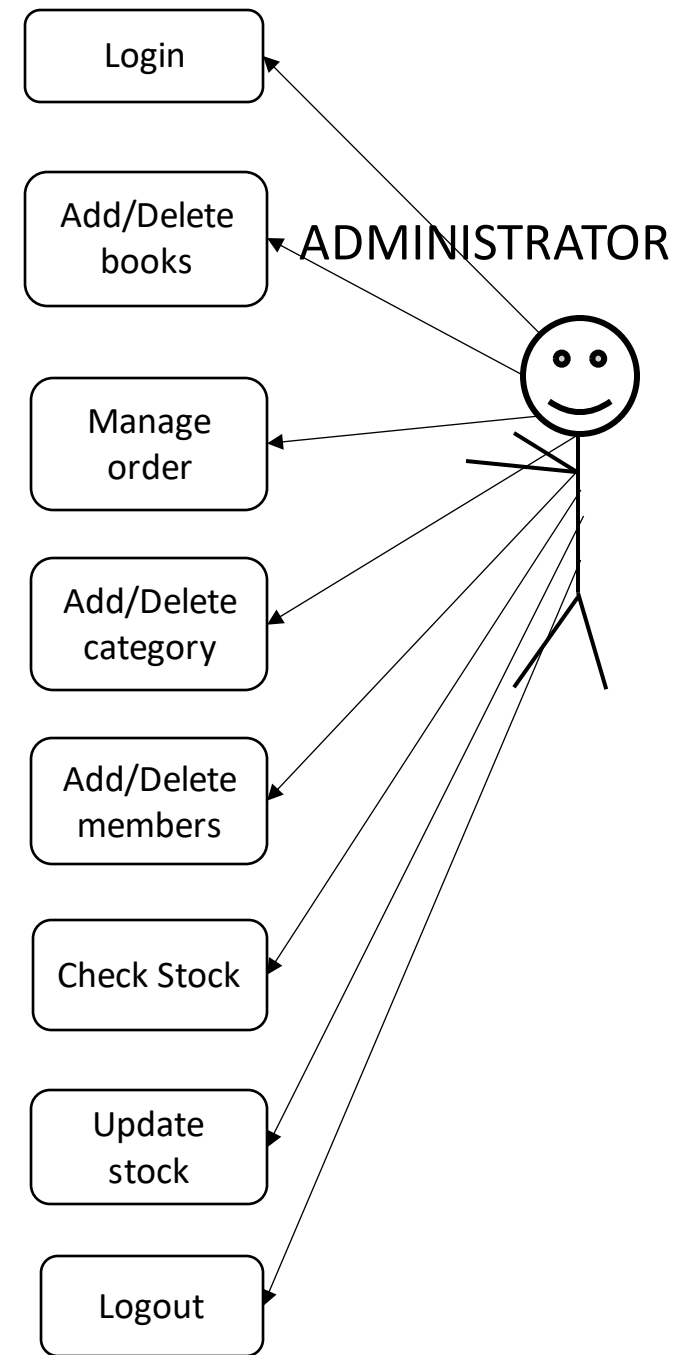 Login
Add/Delete
books
ADMINISTRATOR
Manage
order
Add/Delete
category
Add/Delete
members
Check Stock
Update
stock
Logout